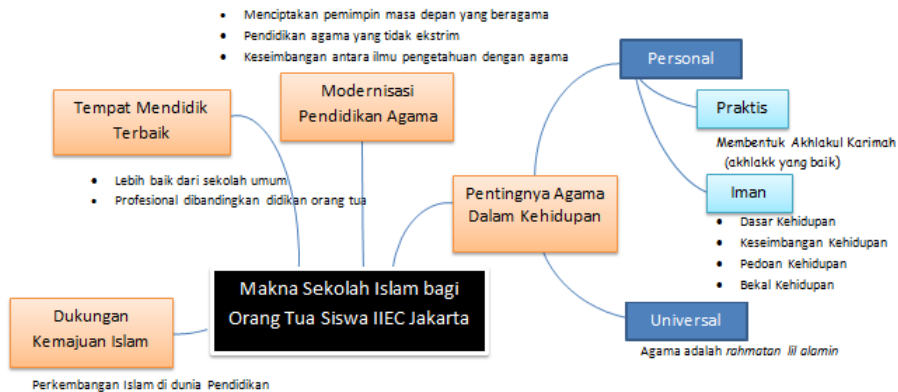 • Menciptakan pemimpin masa depan yang beragama
• Pendidikan agama yang tidak ekstrim
• Keseimbangan antara ilmu pengetahuan dengan agama
Modernisasi
Pendidikan Agama
Tempat Mendidik
Terbaik
• Lebih baik dari sekolah umum
• Profesional dibandingkan didikan orang tua
Personal
Praktis
Membentuk Akhlakul Karimah
(akhlakk yang baik)
Iman
• Dasar Kehidupan
• Keseimbangan Kehidupan
• Pedoan Kehidupan
• Bekal Kehidupan
Pentingnya Agama
Dalam Kehidupan
Universal
Agama adalah rahmatan lil alamin
Makna Sekolah Islam bagi
Orang Tua Siswa IIEC Jakarta
Dukungan
Kemajuan Islam
Perkembangan Islam di dunia Pendidikan